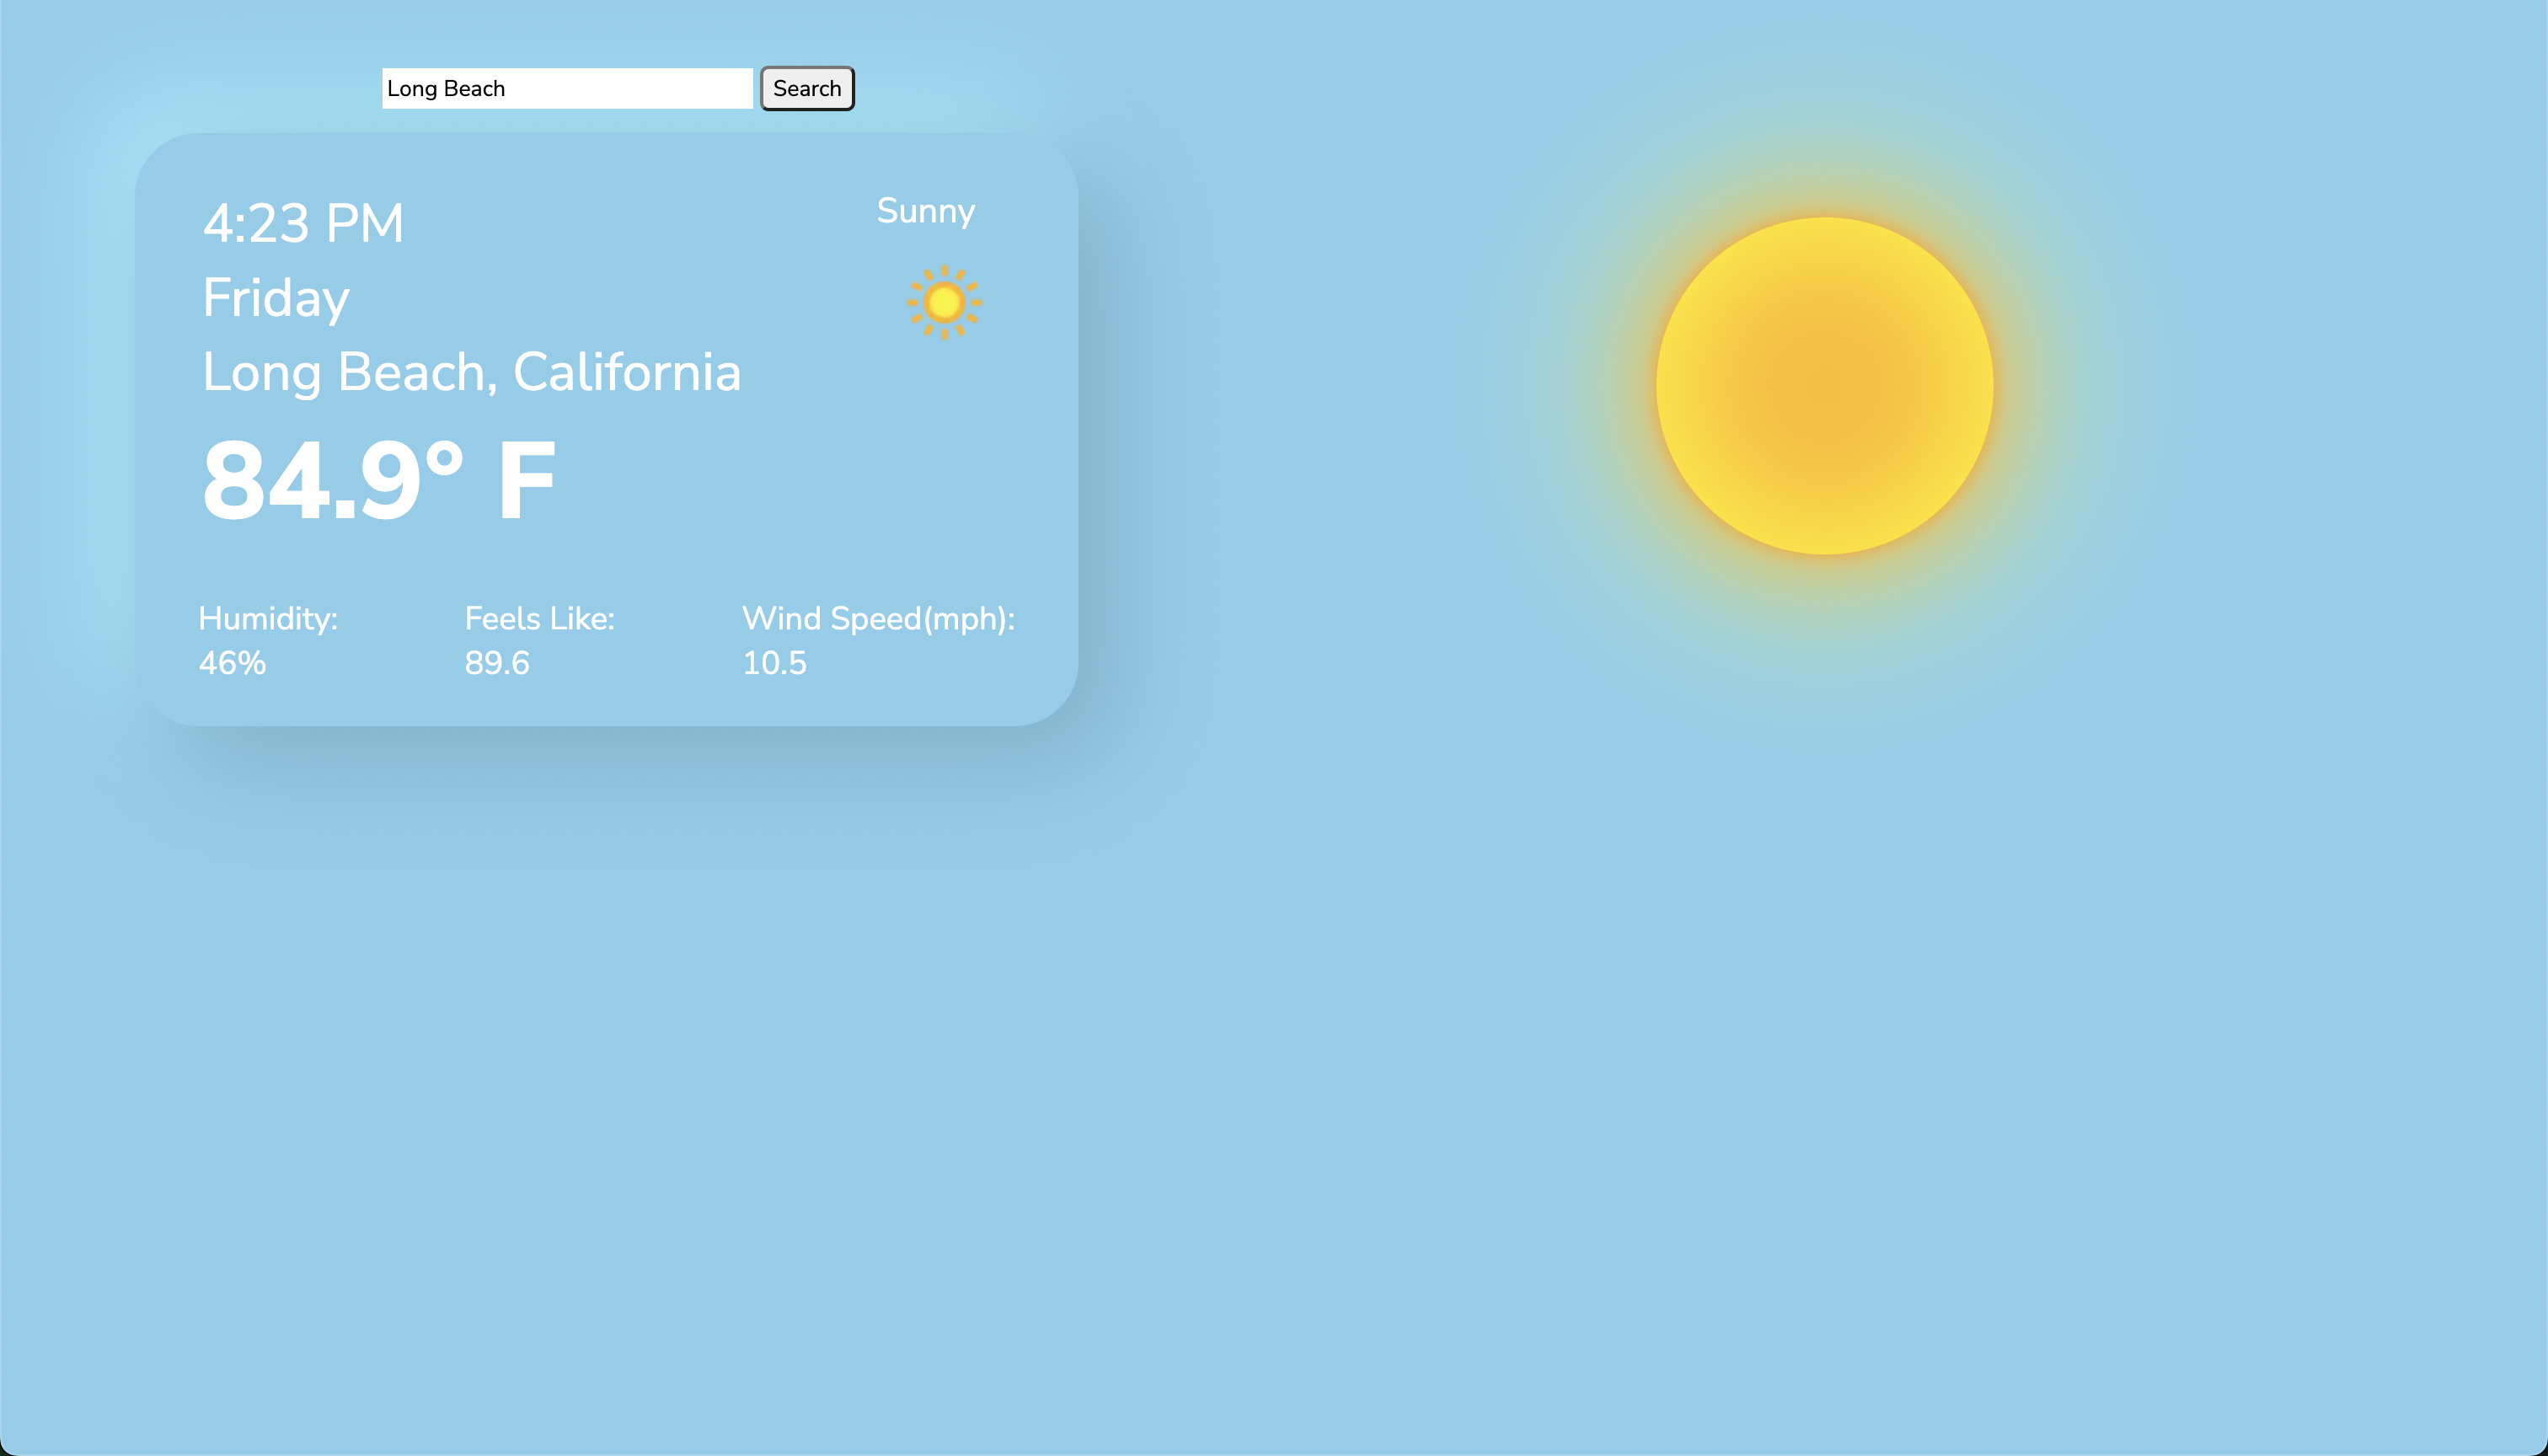 Long Beach Search
4:23 PM
Sunny
Friday
Long Beach, California
84.9° F
Humidity: Feels Like: Wind Speed(mph):
46% 89.6 10.5